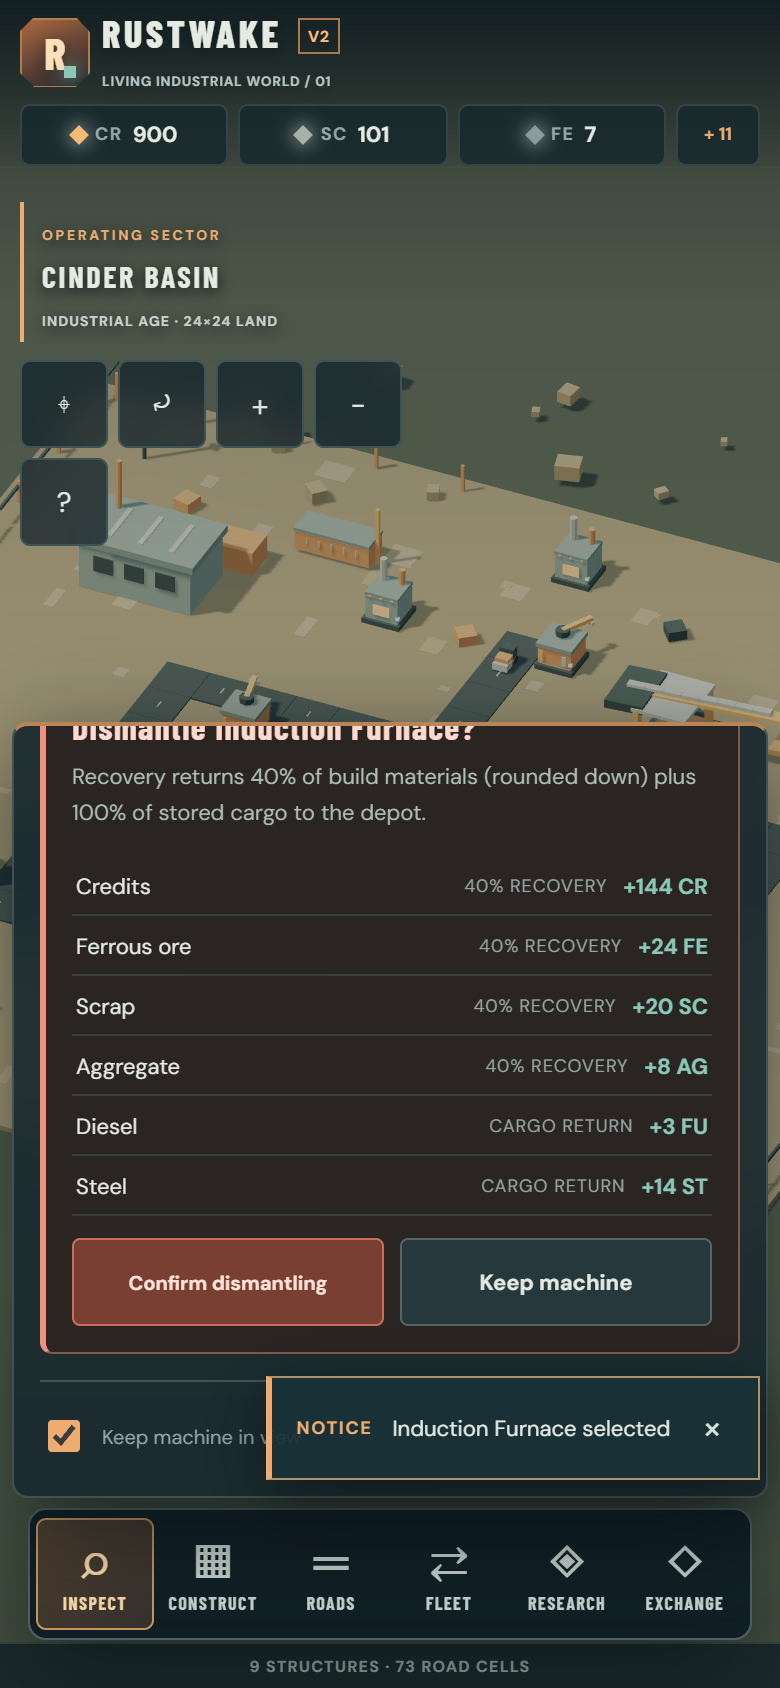 R
RUSTWAKE V2
LIVING INDUSTRIAL WORLD / 01
CR 900
SC 101
FE 7
+ 11
OPERATING SECTOR
CINDER BASIN
INDUSTRIAL AGE · 24×24 LAND
+
-
?
Dismantle Induction Furnace?
Recovery returns 40% of build materials (rounded down) plus
100% of stored cargo to the depot.
Credits 40% RECOVERY +144 CR
Ferrous ore 40% RECOVERY +24 FE
Scrap 40% RECOVERY +20 SC
Aggregate 40% RECOVERY +8 AG
Diesel CARGO RETURN +3 FU
Steel CARGO RETURN +14 ST
Confirm dismantling
Keep machine
Keep machine in view
NOTICE Induction Furnace selected ×
INSPECT
CONSTRUCT
ROADS
FLEET
RESEARCH
EXCHANGE
9 STRUCTURES · 73 ROAD CELLS